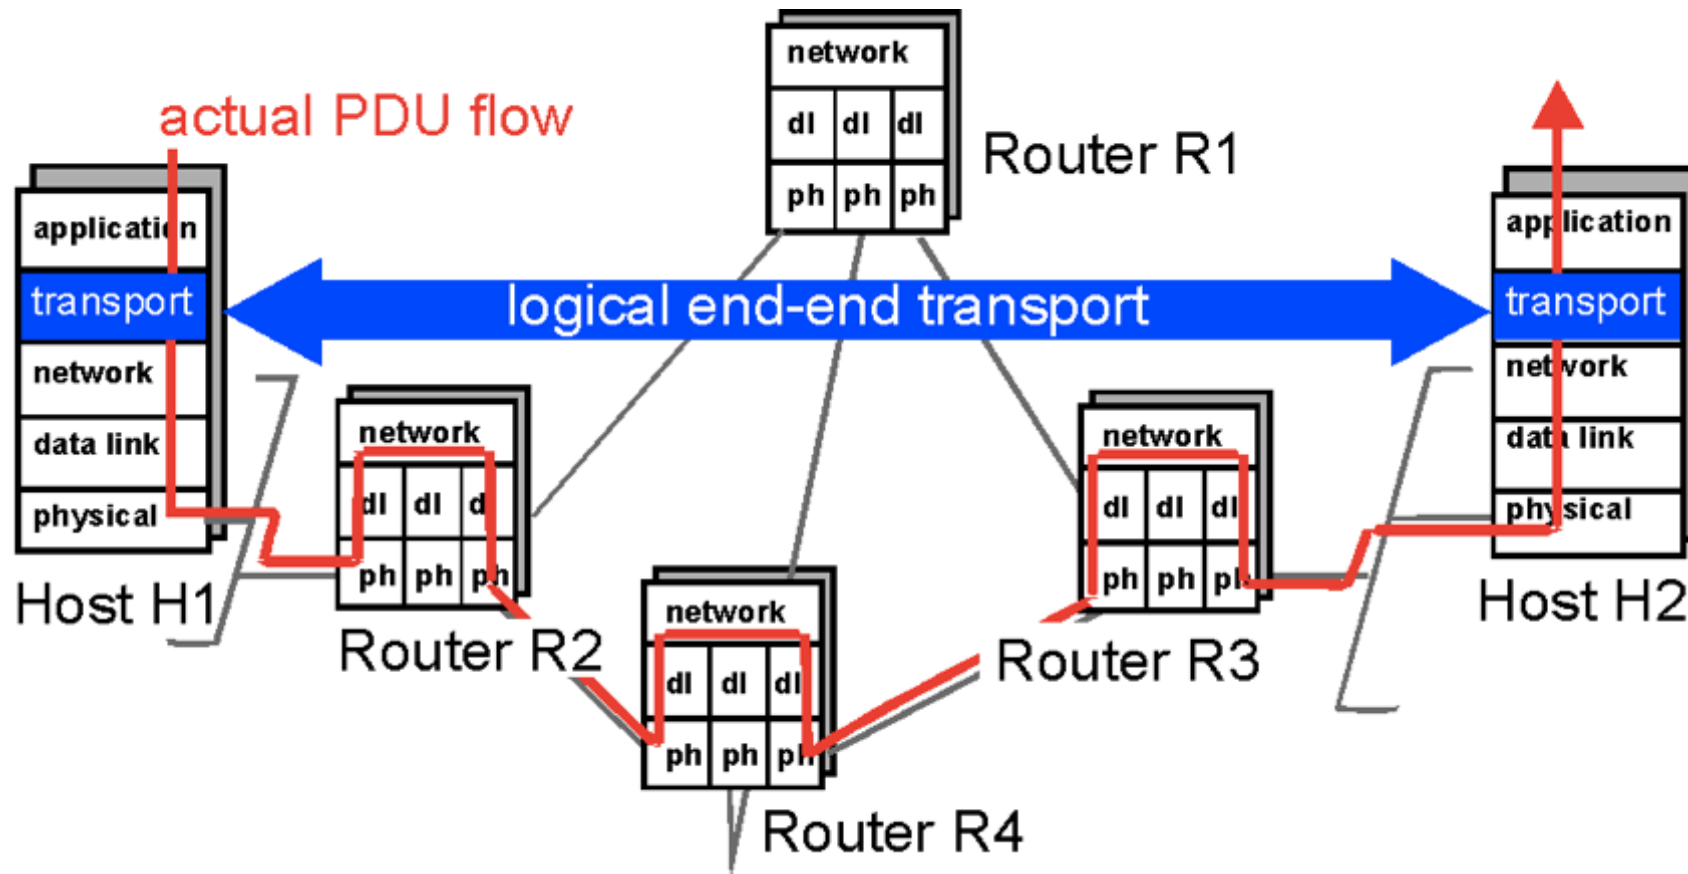 network
dl dl dl
ph ph ph
Router R1
actual PDU flow
application
transport
network
data link
physical
Host H1
logical end-end transport
application
transport
network
data link
physical
Host H2
network
dl dl dl
ph ph ph
Router R2
network
dl dl dl
ph ph ph
Router R3
network
dl dl dl
ph ph ph
Router R4